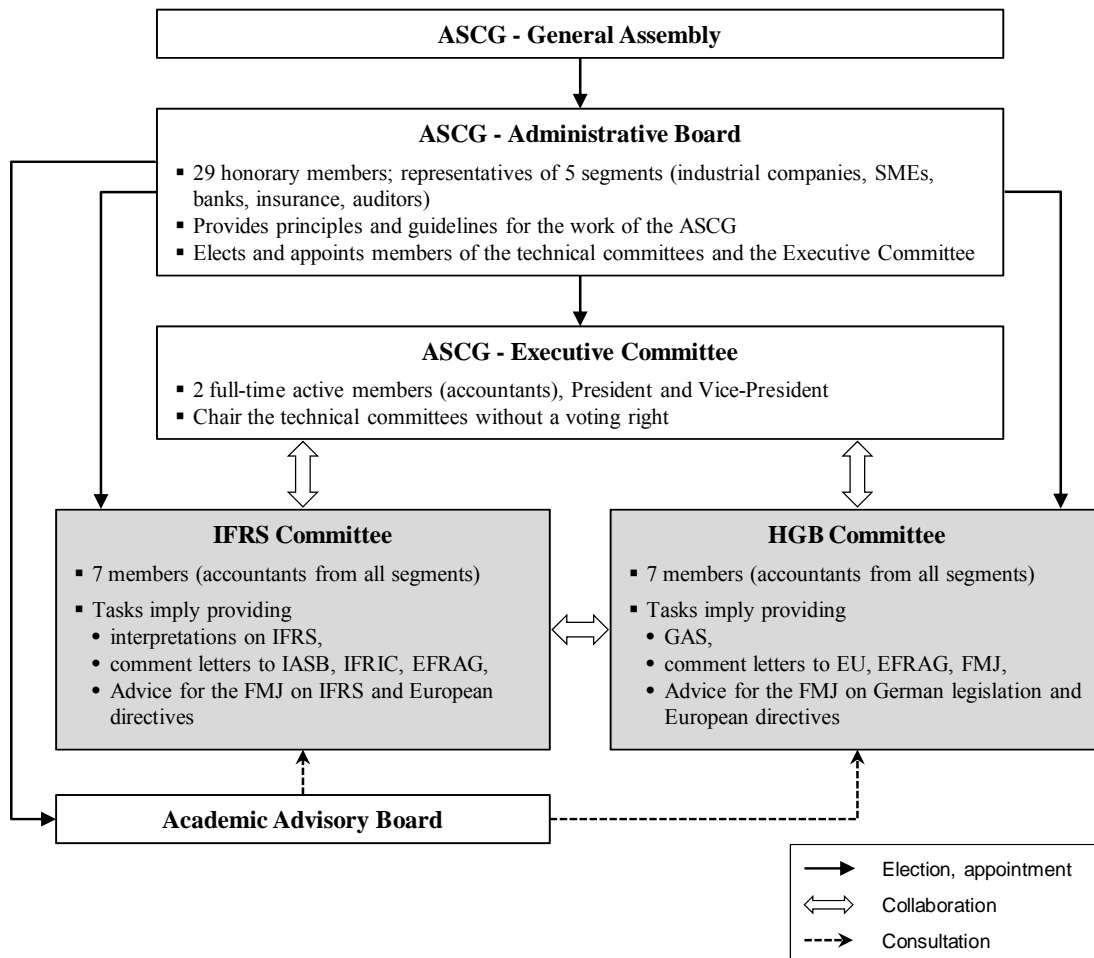 ASCG - General Assembly
ASCG - Administrative Board
▪ 29 honorary members; representatives of 5 segments (industrial companies, SMEs,
banks, insurance, auditors)
▪ Provides principles and guidelines for the work of the ASCG
▪ Elects and appoints members of the technical committees and the Executive Committee
ASCG - Executive Committee
▪ 2 full-time active members (accountants), President and Vice-President
▪ Chair the technical committees without a voting right
IFRS Committee
▪ 7 members (accountants from all segments)
▪ Tasks imply providing
• interpretations on IFRS,
• comment letters to IASB, IFRIC, EFRAG,
• Advice for the FMJ on IFRS and European
directives
HGB Committee
▪ 7 members (accountants from all segments)
▪ Tasks imply providing
• GAS,
• comment letters to EU, EFRAG, FMJ,
• Advice for the FMJ on German legislation and
European directives
Academic Advisory Board
Election, appointment
Collaboration
Consultation